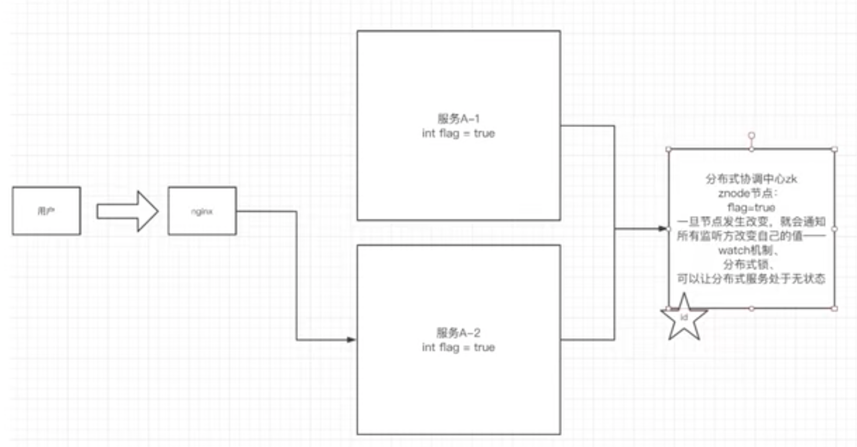 用户
nginx
服务A-1
int flag = true
服务A-2
int flag = true
分布式协调中心zk
znode节点：
flag=true
一旦节点发生改变，就会通知
所有监听方改变自己的值——
watch机制、
分布式锁、
可以让分布式服务处于无状态
id